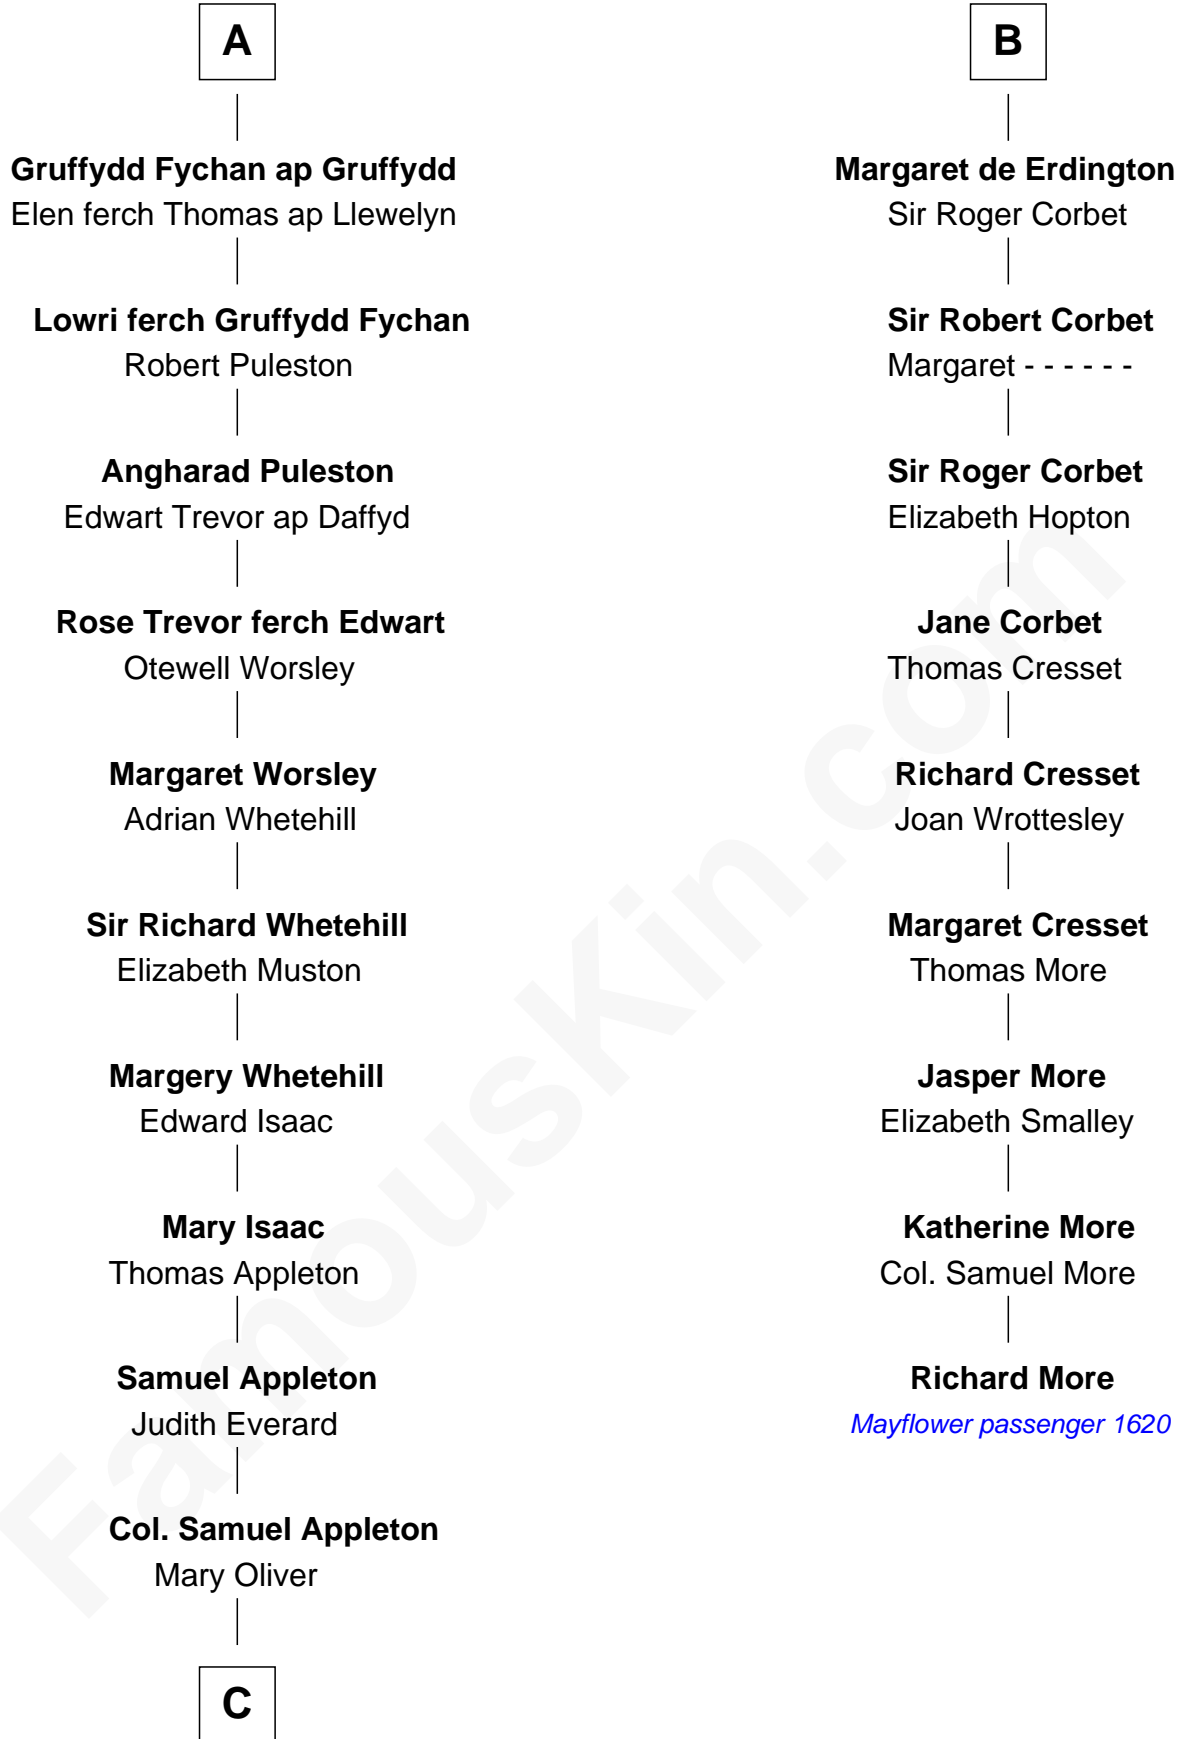 A
Gruffydd Fychan ap Gruffydd
Elen ferch Thomas ap Llewelyn
Lowri ferch Gruffydd Fychan
Robert Puleston
Angharad Puleston
Edwart Trevor ap Daffyd
Rose Trevor ferch Edwart
Otewell Worsley
Margaret Worsley
Adrian Whetehill
Sir Richard Whetehill
Elizabeth Muston
Margery Whetehill
Edward Isaac
Mary Isaac
Thomas Appleton
Samuel Appleton
Judith Everard
Col. Samuel Appleton
Mary Oliver
C
B
Margaret de Erdington
Sir Roger Corbet
Sir Robert Corbet
Margaret - - - - - -
Sir Roger Corbet
Elizabeth Hopton
Jane Corbet
Thomas Cresset
Richard Cresset
Joan Wrottesley
Margaret Cresset
Thomas More
Jasper More
Elizabeth Smalley
Katherine More
Col. Samuel More
Richard More
Mayflower passenger 1620
FamousKin.com